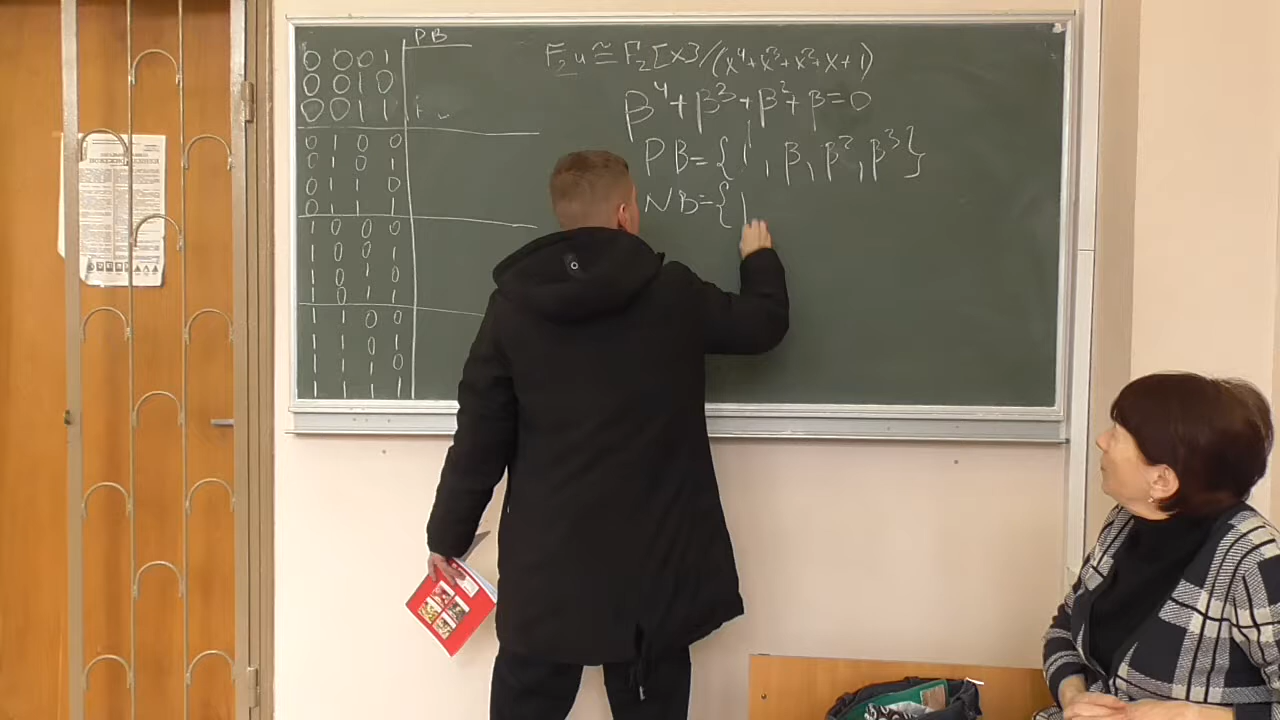 PB
0 0 0 1
0 0 1 0
0 0 1 1
0 1 0 0
0 1 0 1
0 1 1 0
0 1 1 1
1 0 0 0
1 0 0 1
1 0 1 0
1 0 1 1
1 1 0 0
1 1 0 1
1 1 1 0
1 1 1 1
F₂4 ≅ F₂[x]/(x⁴+x³+x²+x+1)
β⁴+β³+β²+β=0
PB={1,β,β²,β³}
NB={1